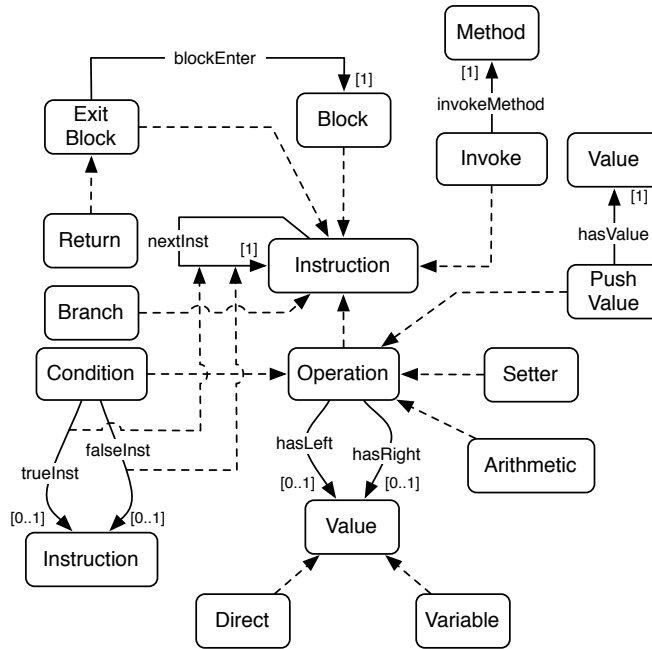 Method
blockEnter
[1]
[1]
Exit
Block
Block
invokeMethod
Invoke
Value
[1]
Return
nextInst
[1]
Instruction
hasValue
Push
Value
Branch
Condition
Operation
Setter
falseInst
trueInst
hasLeft
hasRight
Arithmetic
[0..1]
[0..1]
[0..1]
[0..1]
Instruction
Value
Direct
Variable